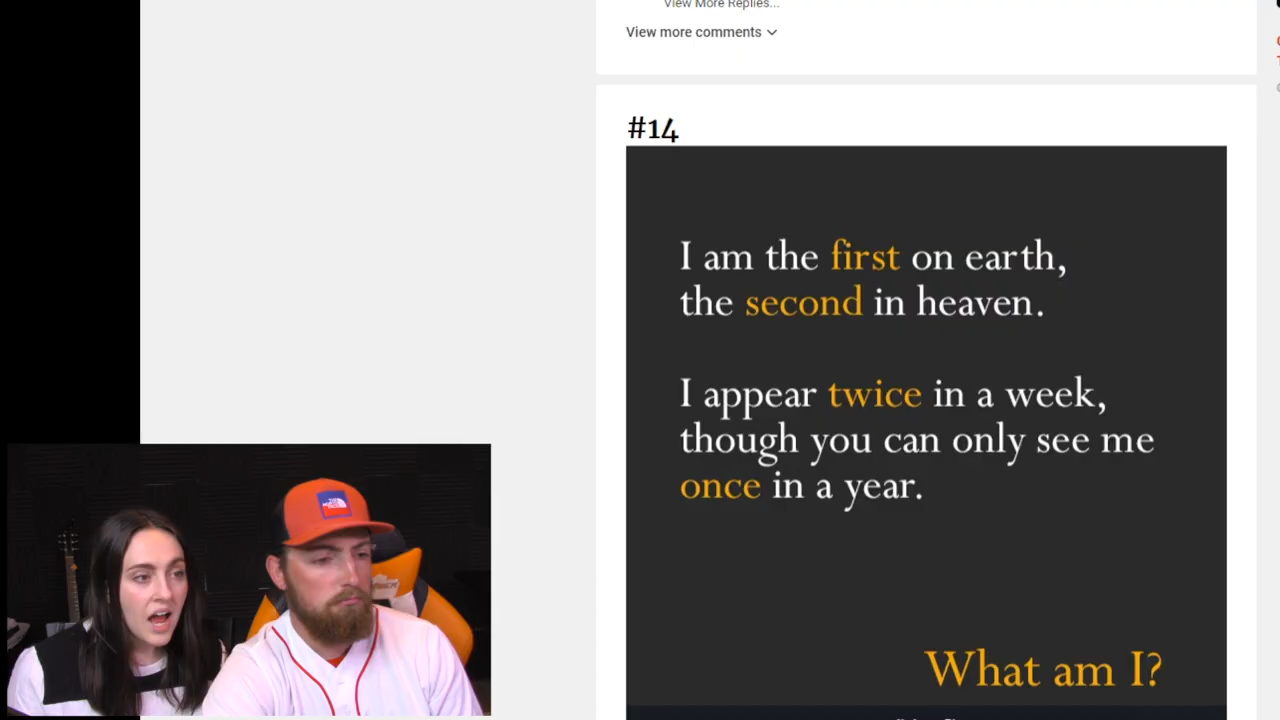 View More Replies...
View more comments
#14
I am the first on earth,
the second in heaven.
I appear twice in a week,
though you can only see me
once in a year.
What am I?